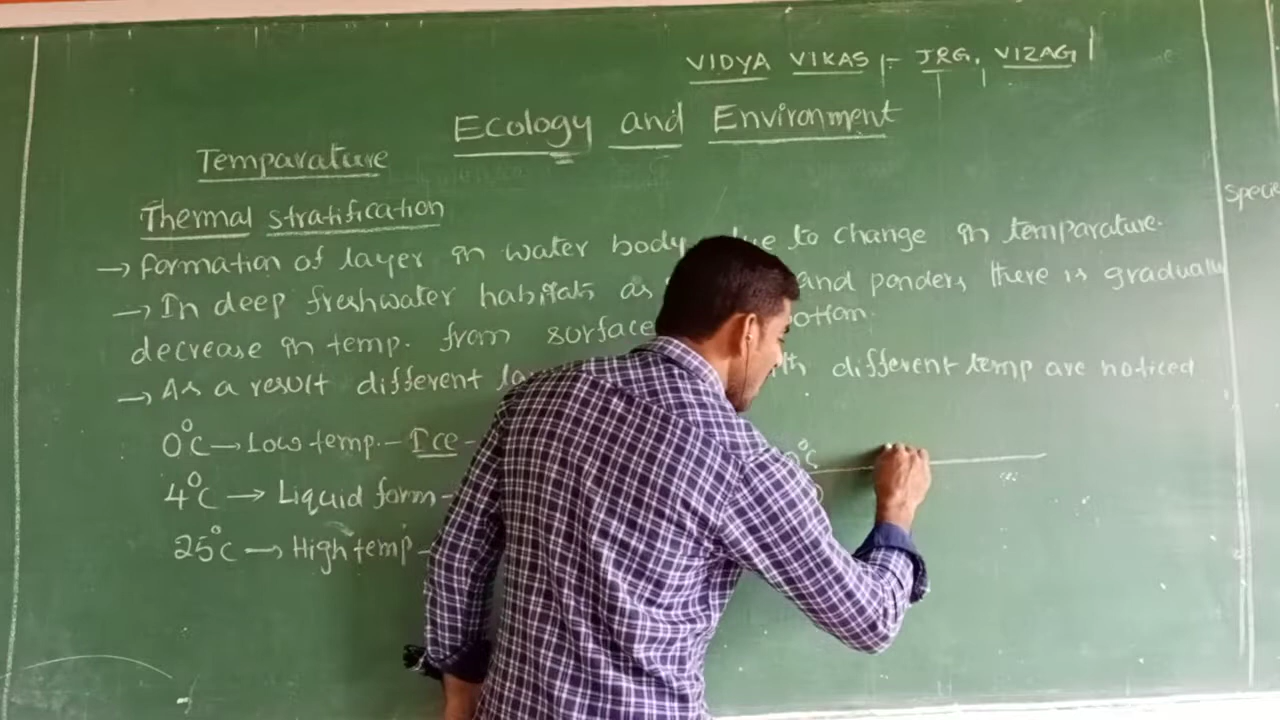 VIDYA VIKAS :- JRG, VIZAG
Ecology and Environment
Temparature
Thermal stratification
→ formation of layer in water body due to change in temparature.
→ In deep freshwater habitats as and ponders there is gradually
decrease in temp. from surface
→ As a result different different temp are noticed
0°C → Low temp. - Ice -
4°C → Liquid form -
25°C → High temp -
°C
Specie